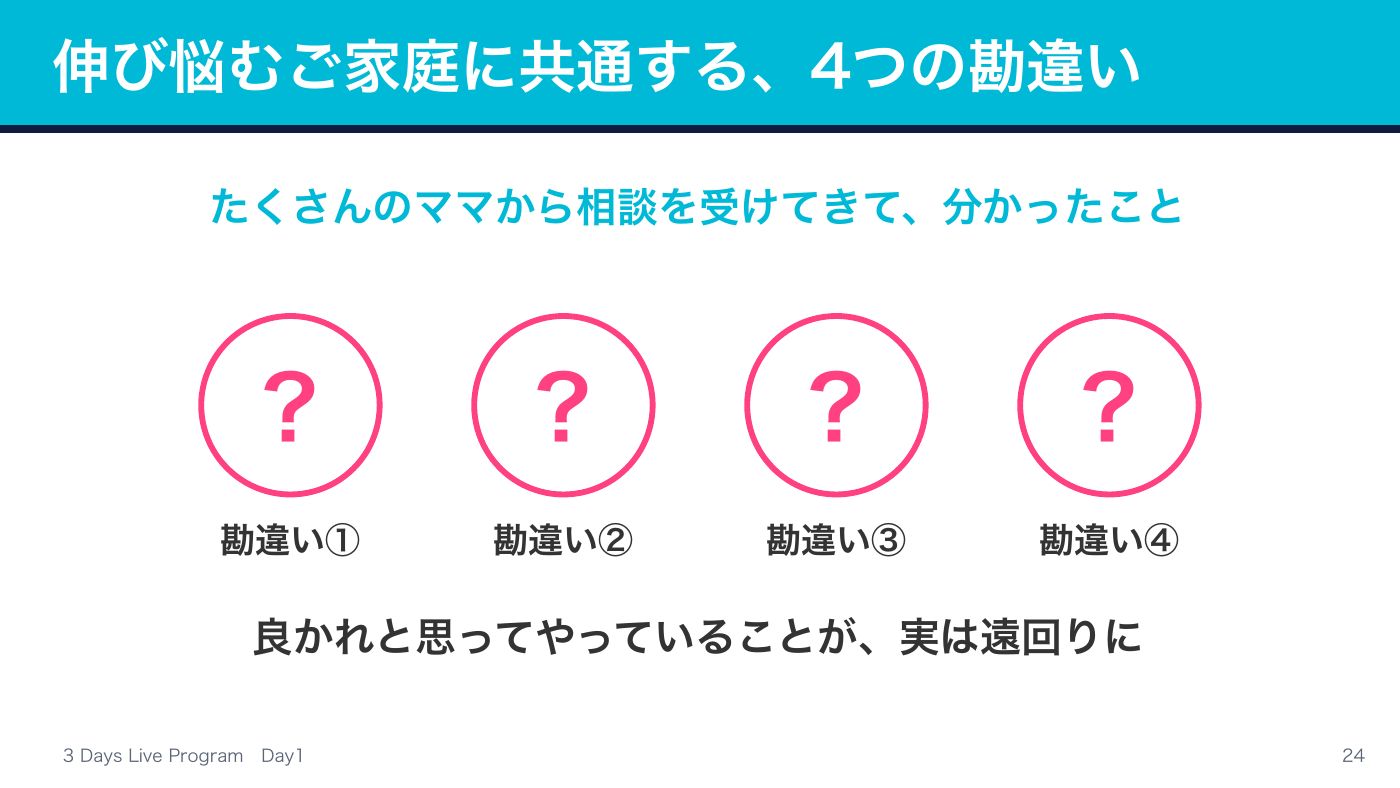 伸び悩むご家庭に共通する、4つの勘違い
たくさんのママから相談を受けてきて、分かったこと
? ? ? ?
勘違い① 勘違い② 勘違い③ 勘違い④
良かれと思ってやっていることが、実は遠回りに
3 Days Live Program　Day1 24